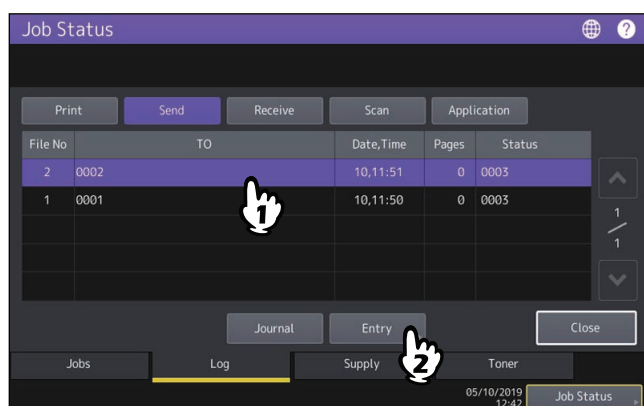 Job Status ?
Print Send Receive Scan Application
File No TO Date,Time Pages Status
2 0002 10,11:51 0 0003
1 0001 10,11:50 0 0003
1
1
1
Journal Entry Close
2
Jobs Log Supply Toner
05/10/2019
12:42 Job Status